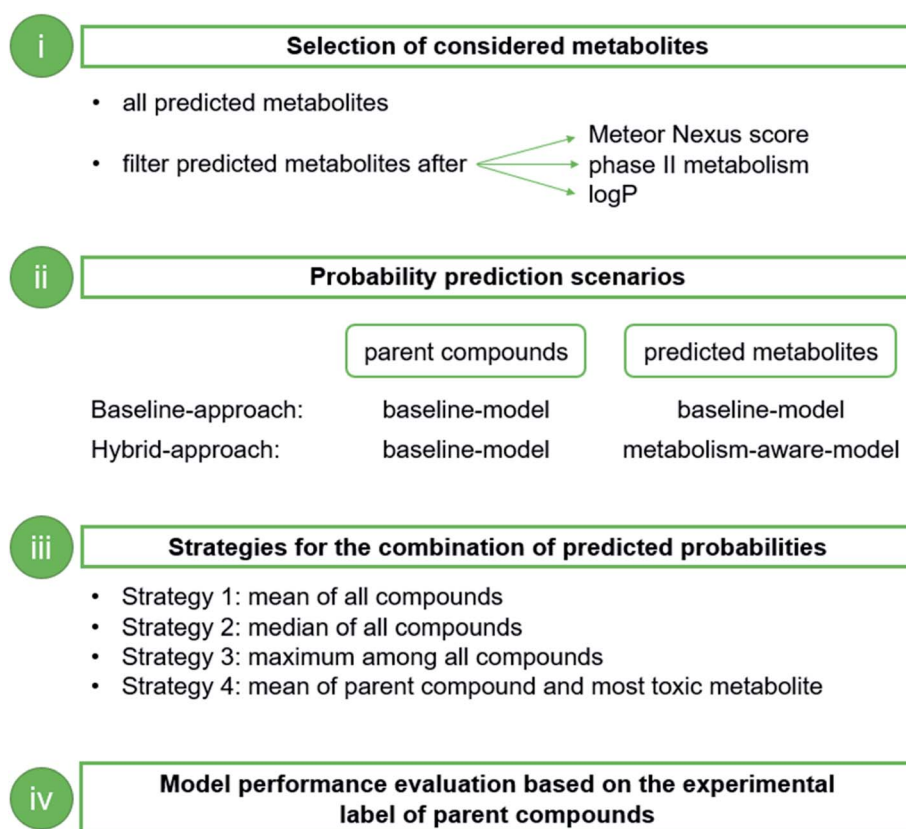 i
Selection of considered metabolites
• all predicted metabolites
• filter predicted metabolites after
Meteor Nexus score
phase II metabolism
logP
ii
Probability prediction scenarios
parent compounds predicted metabolites
Baseline-approach: baseline-model baseline-model
Hybrid-approach: baseline-model metabolism-aware-model
iii
Strategies for the combination of predicted probabilities
• Strategy 1: mean of all compounds
• Strategy 2: median of all compounds
• Strategy 3: maximum among all compounds
• Strategy 4: mean of parent compound and most toxic metabolite
iv
Model performance evaluation based on the experimental
label of parent compounds